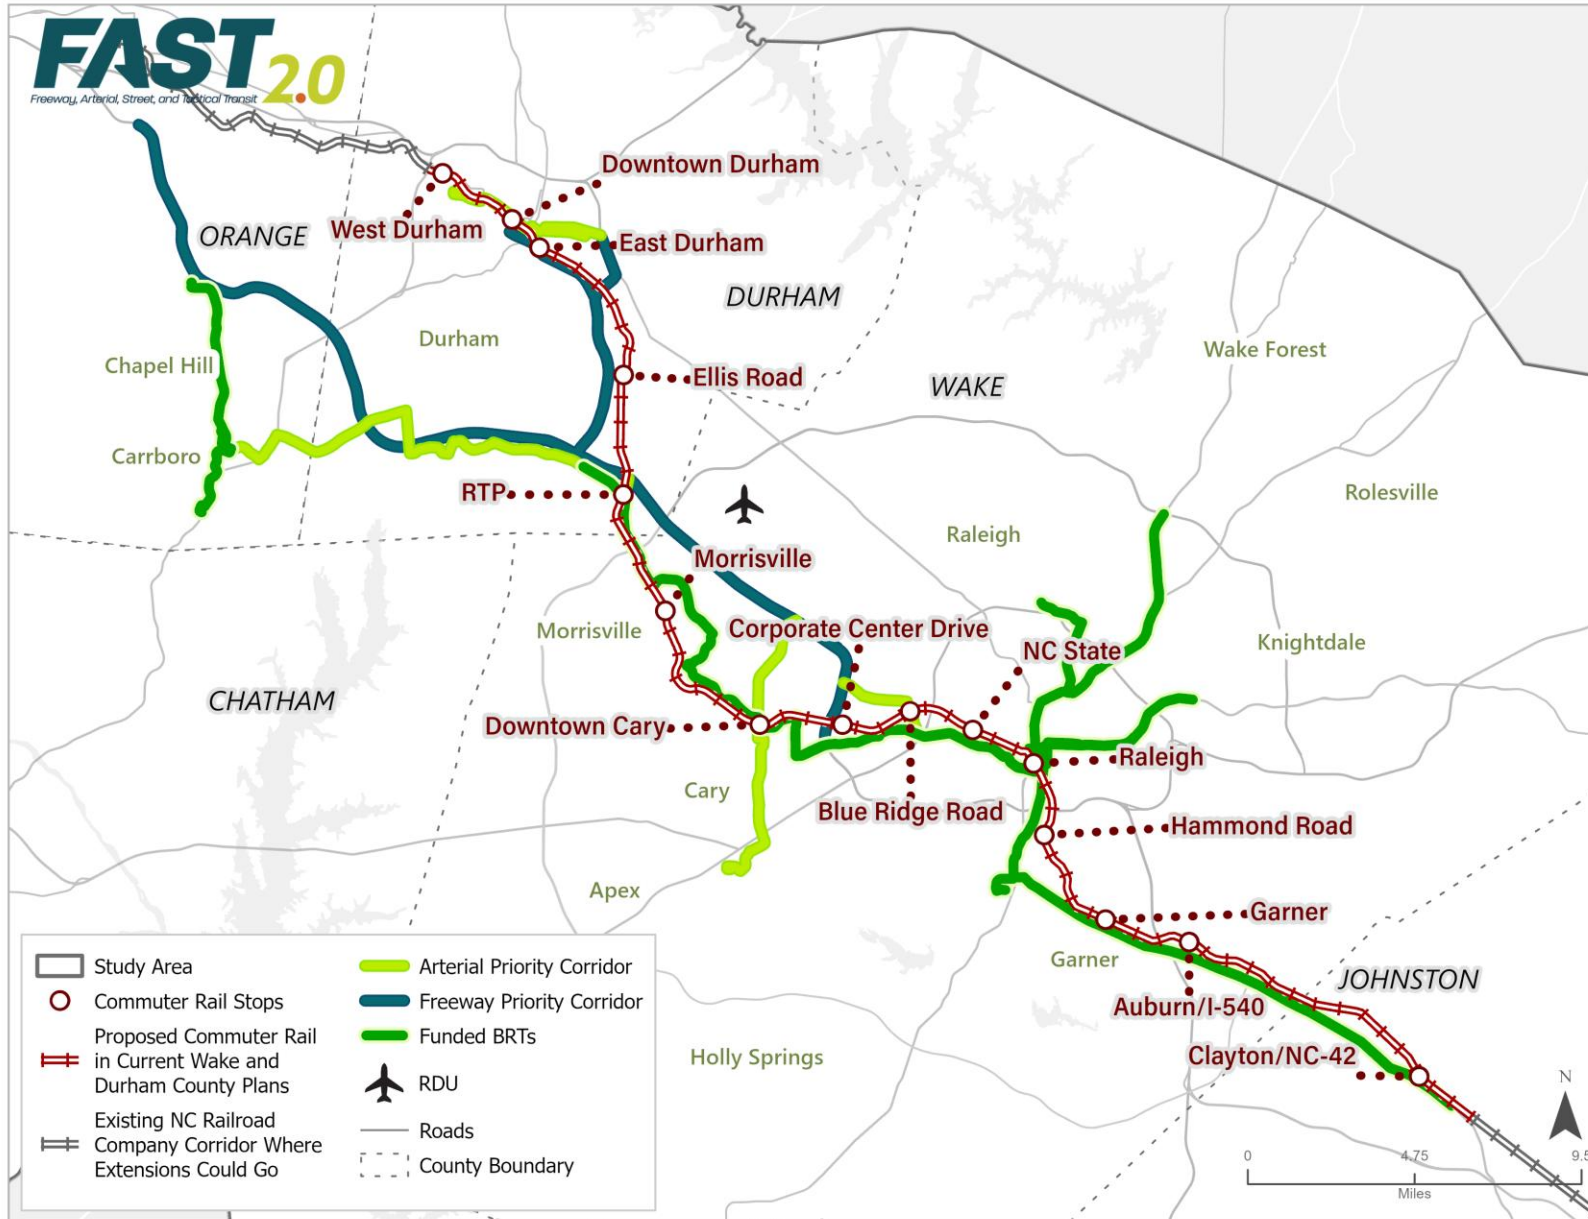 FAST 2.0
Freeway, Arterial, Street, and Tactical Transit
Downtown Durham
West Durham
ORANGE
East Durham
DURHAM
Durham
Wake Forest
Chapel Hill
Ellis Road
WAKE
Carrboro
RTP
Rolesville
Raleigh
Morrisville
Morrisville
Corporate Center Drive
NC State
Knightdale
CHATHAM
Downtown Cary
Raleigh
Cary
Blue Ridge Road
Hammond Road
Apex
Garner
Garner
JOHNSTON
Auburn/I-540
Holly Springs
Clayton/NC-42
Study Area
Commuter Rail Stops
Proposed Commuter Rail
in Current Wake and
Durham County Plans
Existing NC Railroad
Company Corridor Where
Extensions Could Go
Arterial Priority Corridor
Freeway Priority Corridor
Funded BRTs
RDU
Roads
County Boundary
N
0 4.75 9.5
Miles